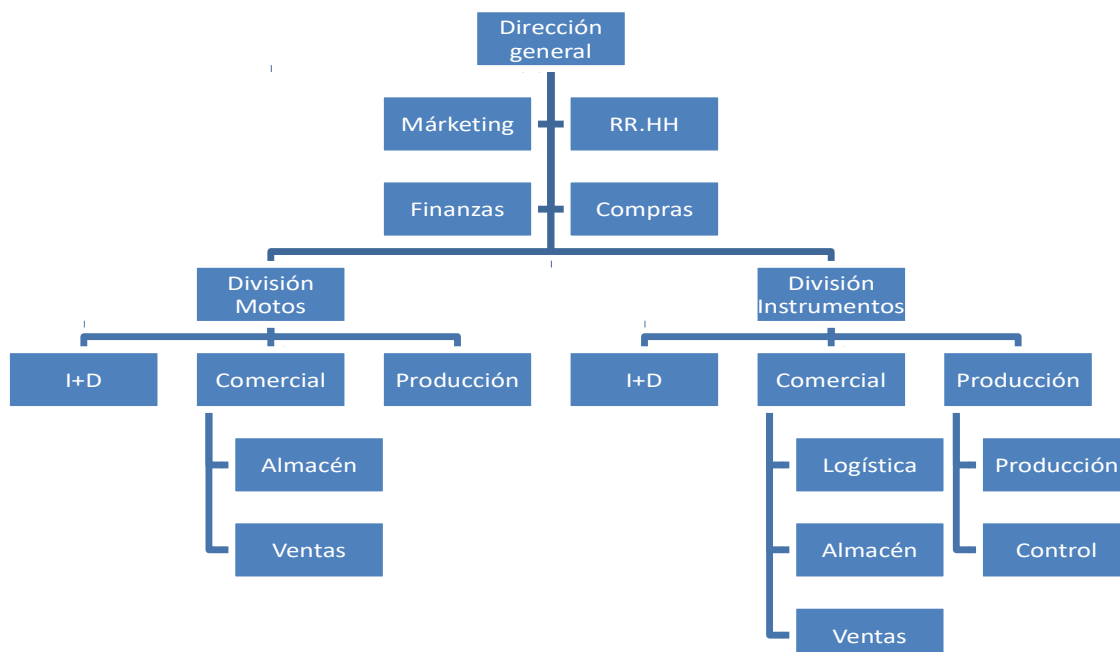 Dirección
general
Márketing
RR.HH
Finanzas
Compras
División
Motos
División
Instrumentos
I+D
Comercial
Producción
I+D
Comercial
Producción
Almacén
Logística
Producción
Ventas
Almacén
Control
Ventas